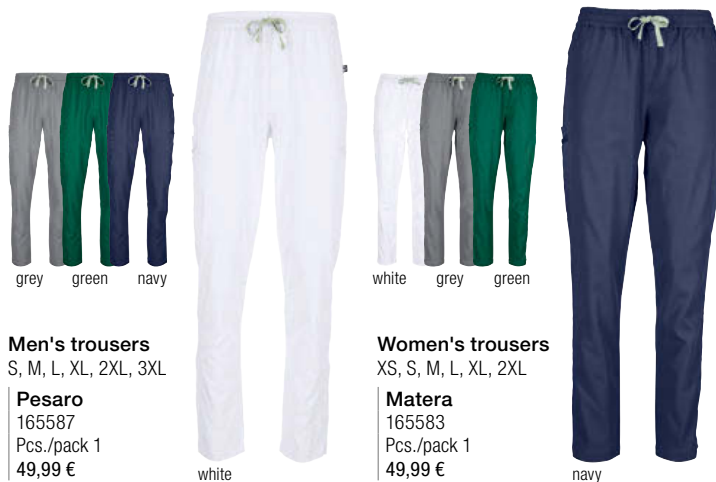 grey green navy
Men's trousers
S, M, L, XL, 2XL, 3XL
Pesaro
165587
Pcs./pack 1
49,99 €
white
white grey green
Women's trousers
XS, S, M, L, XL, 2XL
Matera
165583
Pcs./pack 1
49,99 €
navy